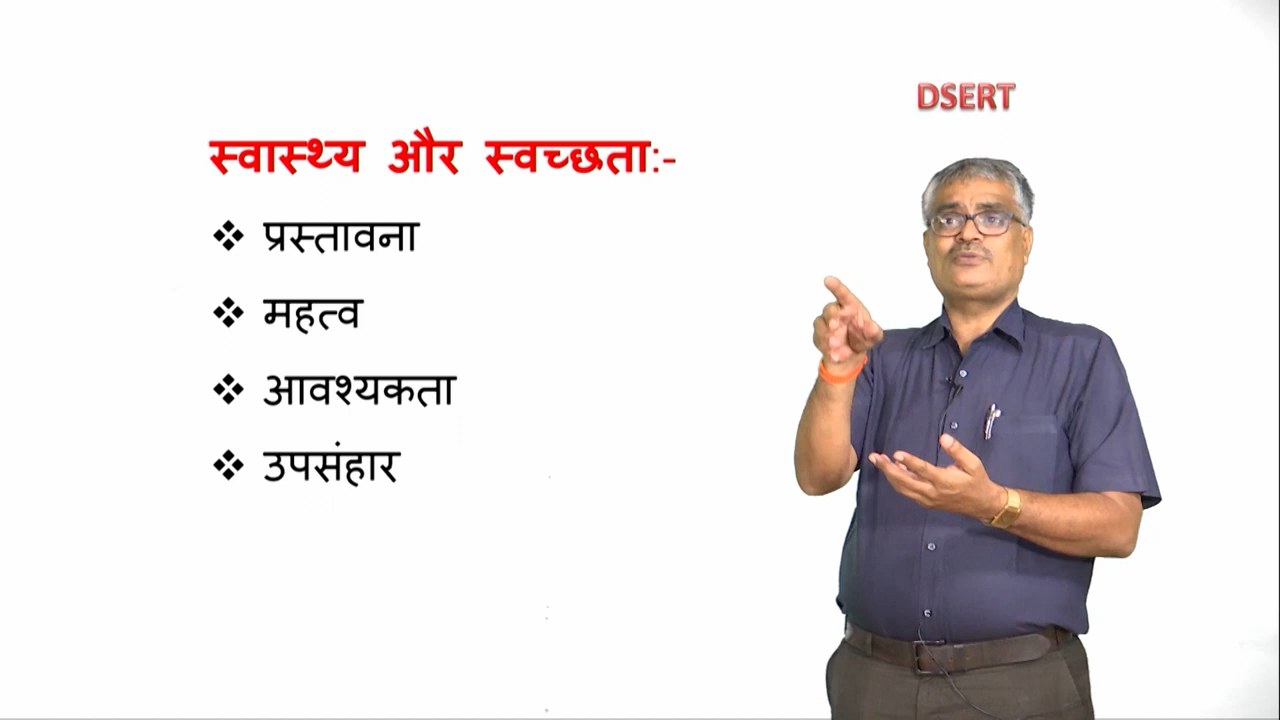 DSERT
स्वास्थ्य और स्वच्छता:-
❖ प्रस्तावना
❖ महत्व
❖ आवश्यकता
❖ उपसंहार